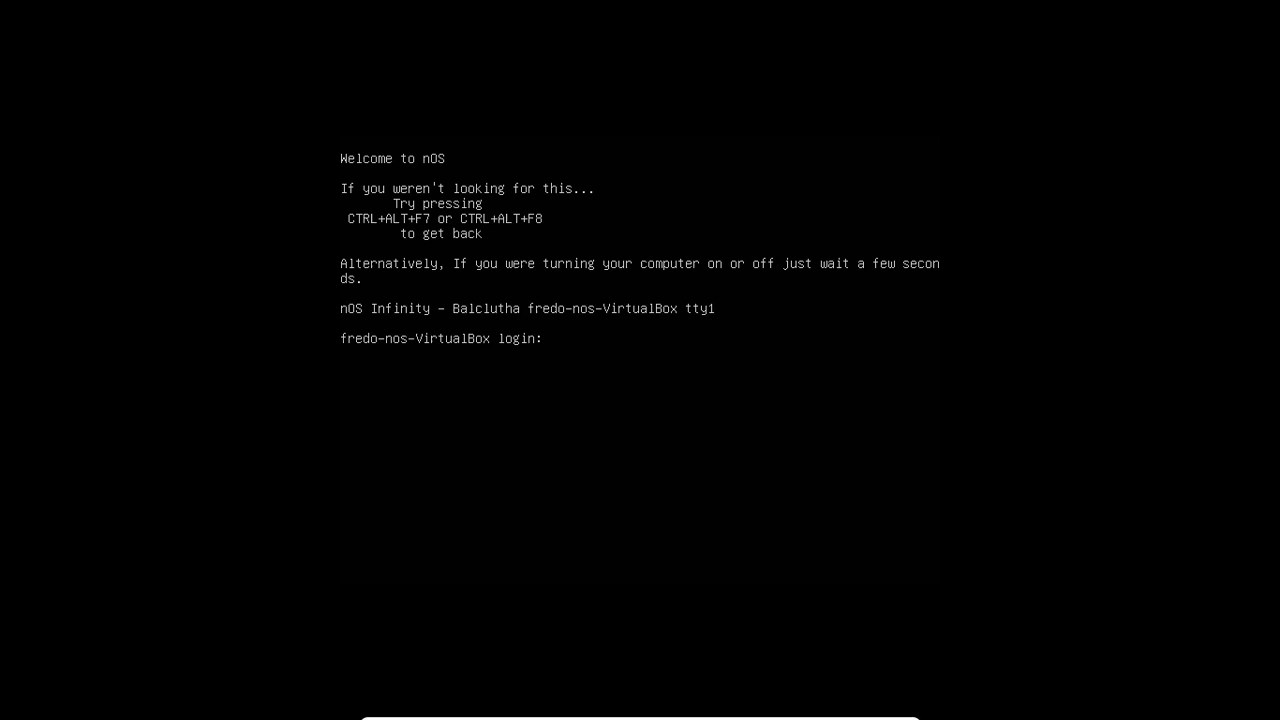 Welcome to nOS
If you weren't looking for this...
Try pressing
CTRL+ALT+F7 or CTRL+ALT+F8
to get back
Alternatively, If you were turning your computer on or off just wait a few secon
ds.
nOS Infinity - Balclutha fredo-nos-VirtualBox tty1
fredo-nos-VirtualBox login: